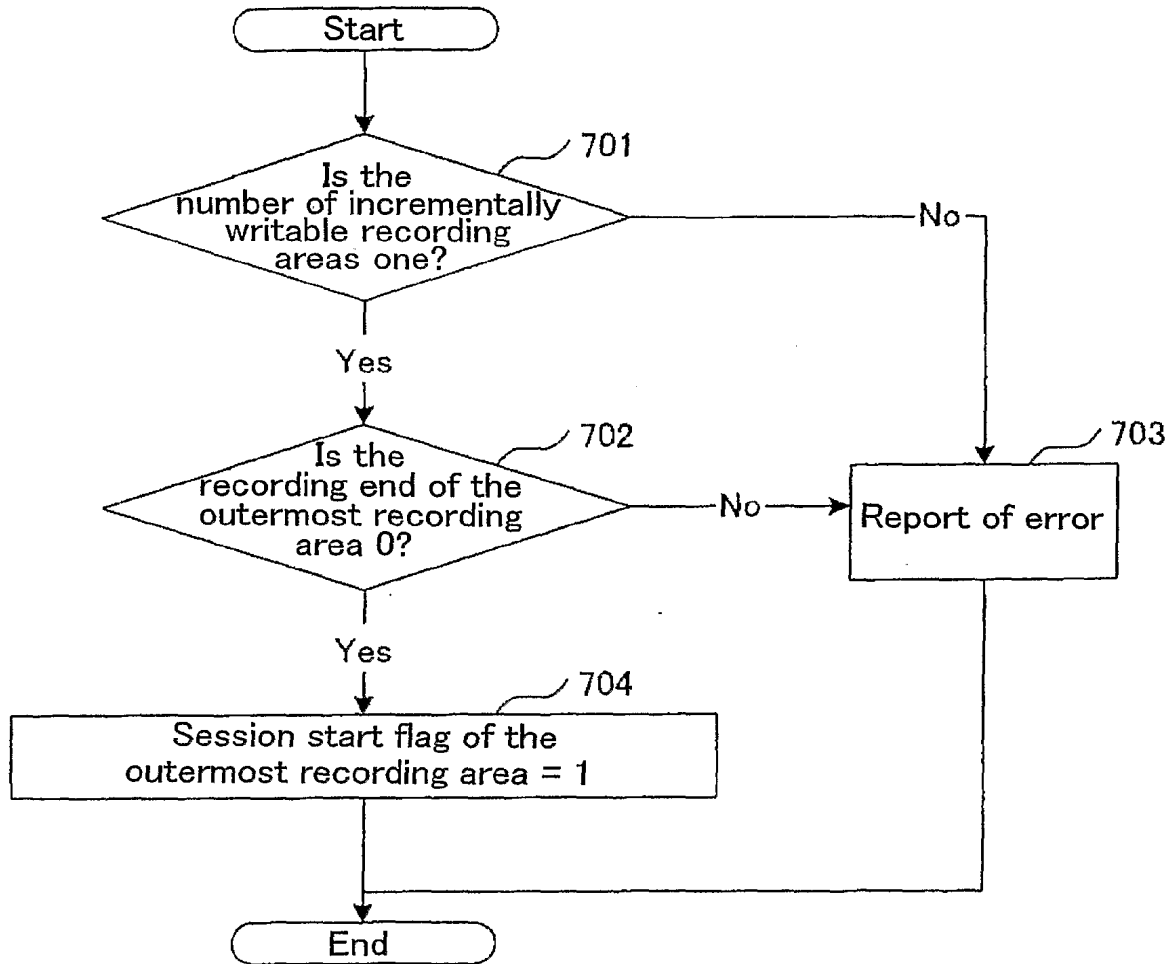 Start
701
Is the
number of incrementally
writable recording
areas one?
No
Yes
702
Is the
recording end of the
outermost recording
area 0?
No
703
Report of error
Yes
704
Session start flag of the
outermost recording area = 1
End